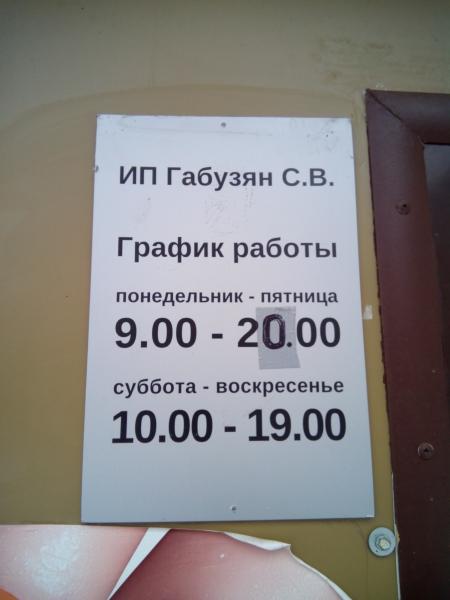 ИП Габузян С.В.
График работы
понедельник - пятница
9.00 - 20.00
суббота - воскресенье
10.00 - 19.00